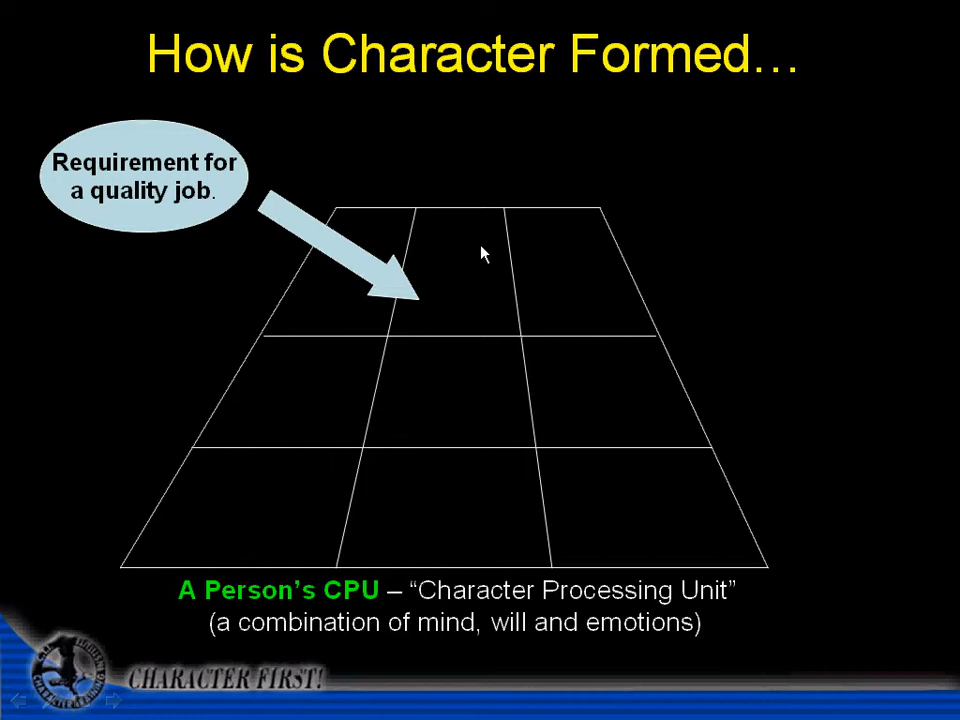 How is Character Formed…
Requirement for
a quality job.
A Person's CPU – “Character Processing Unit”
(a combination of mind, will and emotions)
CHARACTER FIRST!